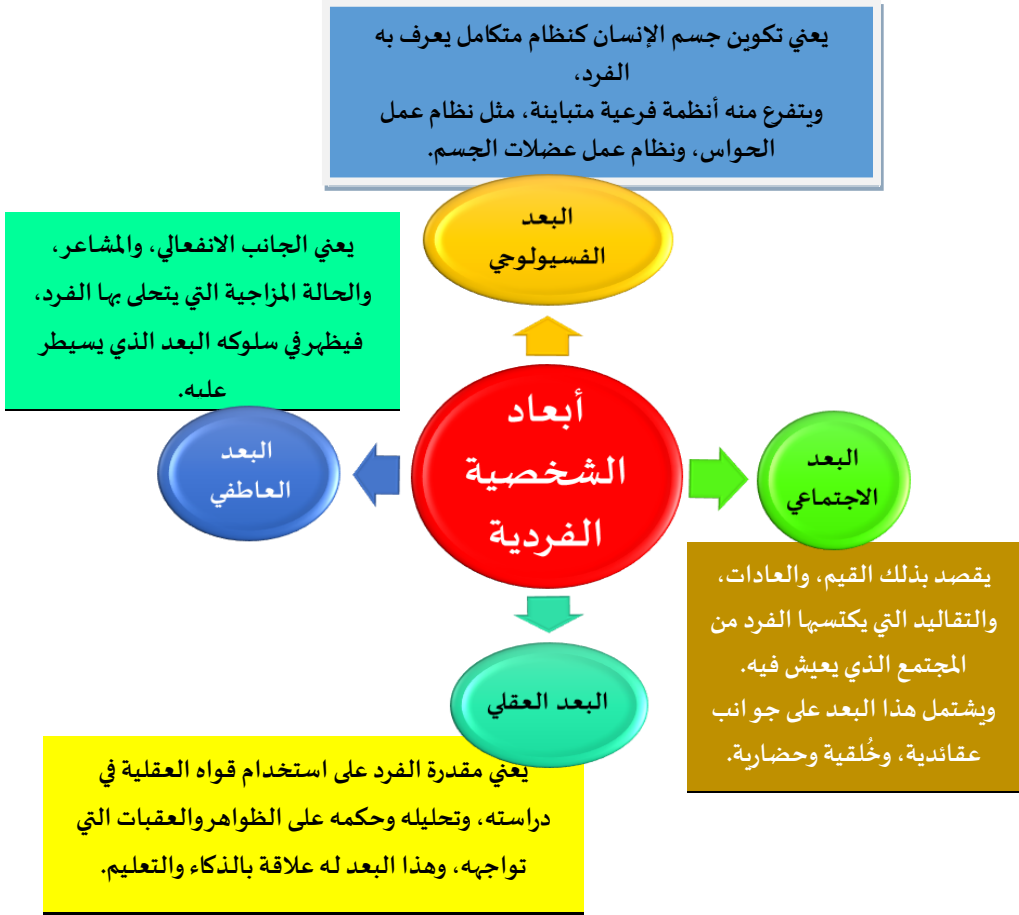 يعني تكوين جسم الإنسان كنظام متكامل يعرف به
الفرد،
ويتفرع منه أنظمة فرعية متباينة، مثل نظام عمل
الحواس، ونظام عمل عضلات الجسم.
البعد
الفسيولوجي
يعني الجانب الانفعالي، والمشاعر،
والحالة المزاجية التي يتحلى بها الفرد،
فيظهر في سلوكه البعد الذي يسيطر
عليه.
البعد
العاطفي
أبعاد
الشخصية
الفردية
البعد
الاجتماعي
يقصد بذلك القيم، والعادات،
والتقاليد التي يكتسبها الفرد من
المجتمع الذي يعيش فيه.
ويشتمل هذا البعد على جوانب
عقائدية، وخُلقية وحضارية.
البعد العقلي
يعني مقدرة الفرد على استخدام قواه العقلية في
دراسته، وتحليله وحكمه على الظواهر والعقبات التي
تواجهه، وهذا البعد له علاقة بالذكاء والتعليم.